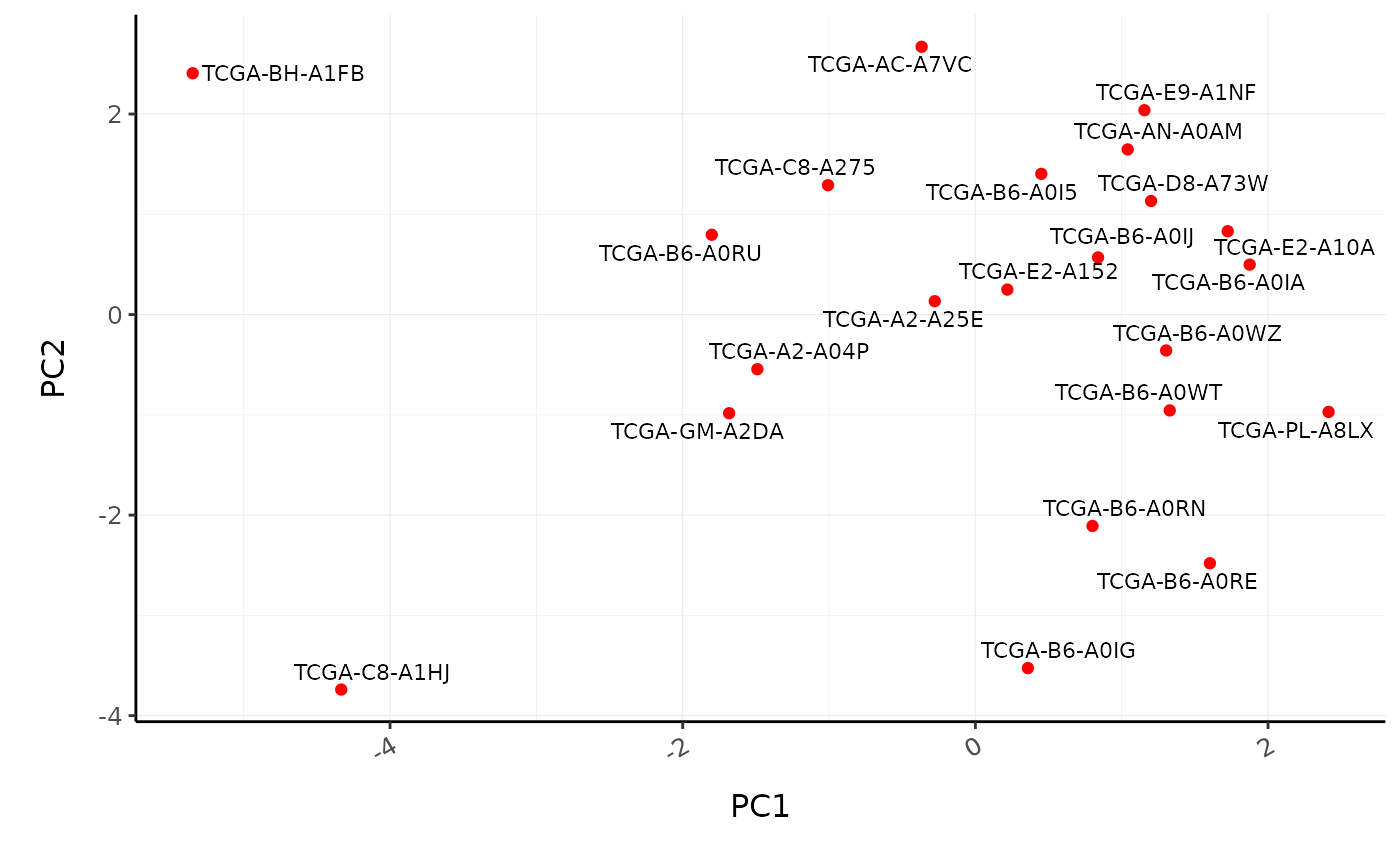 TCGA-AC-A7VC
TCGA-BH-A1FB
TCGA-E9-A1NF
2
TCGA-AN-A0AM
TCGA-C8-A275
TCGA-D8-A73W
TCGA-B6-A0I5
TCGA-B6-A0IJ
TCGA-E2-A10A
TCGA-B6-A0RU
TCGA-E2-A152
TCGA-B6-A0IA
0
TCGA-A2-A25E
TCGA-B6-A0WZ
TCGA-A2-A04P
PC2
TCGA-B6-A0WT
TCGA-GM-A2DA
TCGA-PL-A8LX
TCGA-B6-A0RN
-2
TCGA-B6-A0RE
TCGA-B6-A0IG
TCGA-C8-A1HJ
-4
-4 -2 0 2
PC1